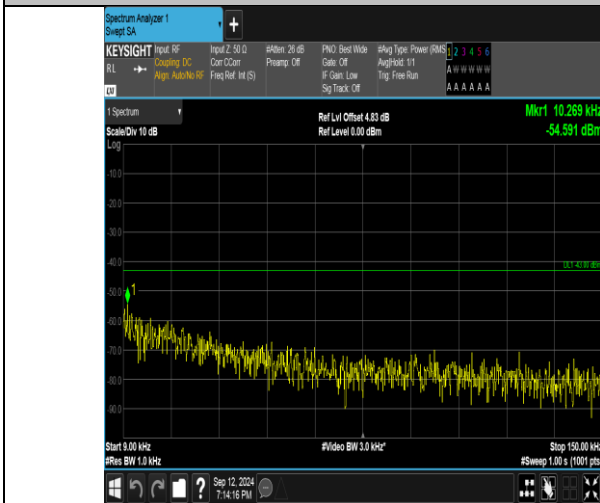 Spectrum Analyzer 1
Swept SA
+
KEYSIGHT
RL
Input: RF
Coupling: DC
Align: Auto/No RF
Input Z: 50 Ω
Corr CCorr
Freq Ref: Int (S)
#Atten: 26 dB
Preamp: Off
PNO: Best Wide
Gate: Off
IF Gain: Low
Sig Track: Off
#Avg Type: Power (RMS
Avg|Hold: 1/1
Trig: Free Run
1 2 3 4 5 6
A W W W W W
A A A A A A
1 Spectrum
Scale/Div 10 dB
Ref Lvl Offset 4.83 dB
Ref Level 0.00 dBm
Mkr1 10.269 kHz
-54.591 dBm
Log
-10.0
-20.0
-30.0
-40.0
DL1 -43.00 dBm
-50.0
1
-60.0
-70.0
-80.0
-90.0
Start 9.00 kHz
#Video BW 3.0 kHz*
Stop 150.00 kHz
#Res BW 1.0 kHz
#Sweep 1.00 s (1001 pts
?
Sep 12, 2024
7:14:16 PM